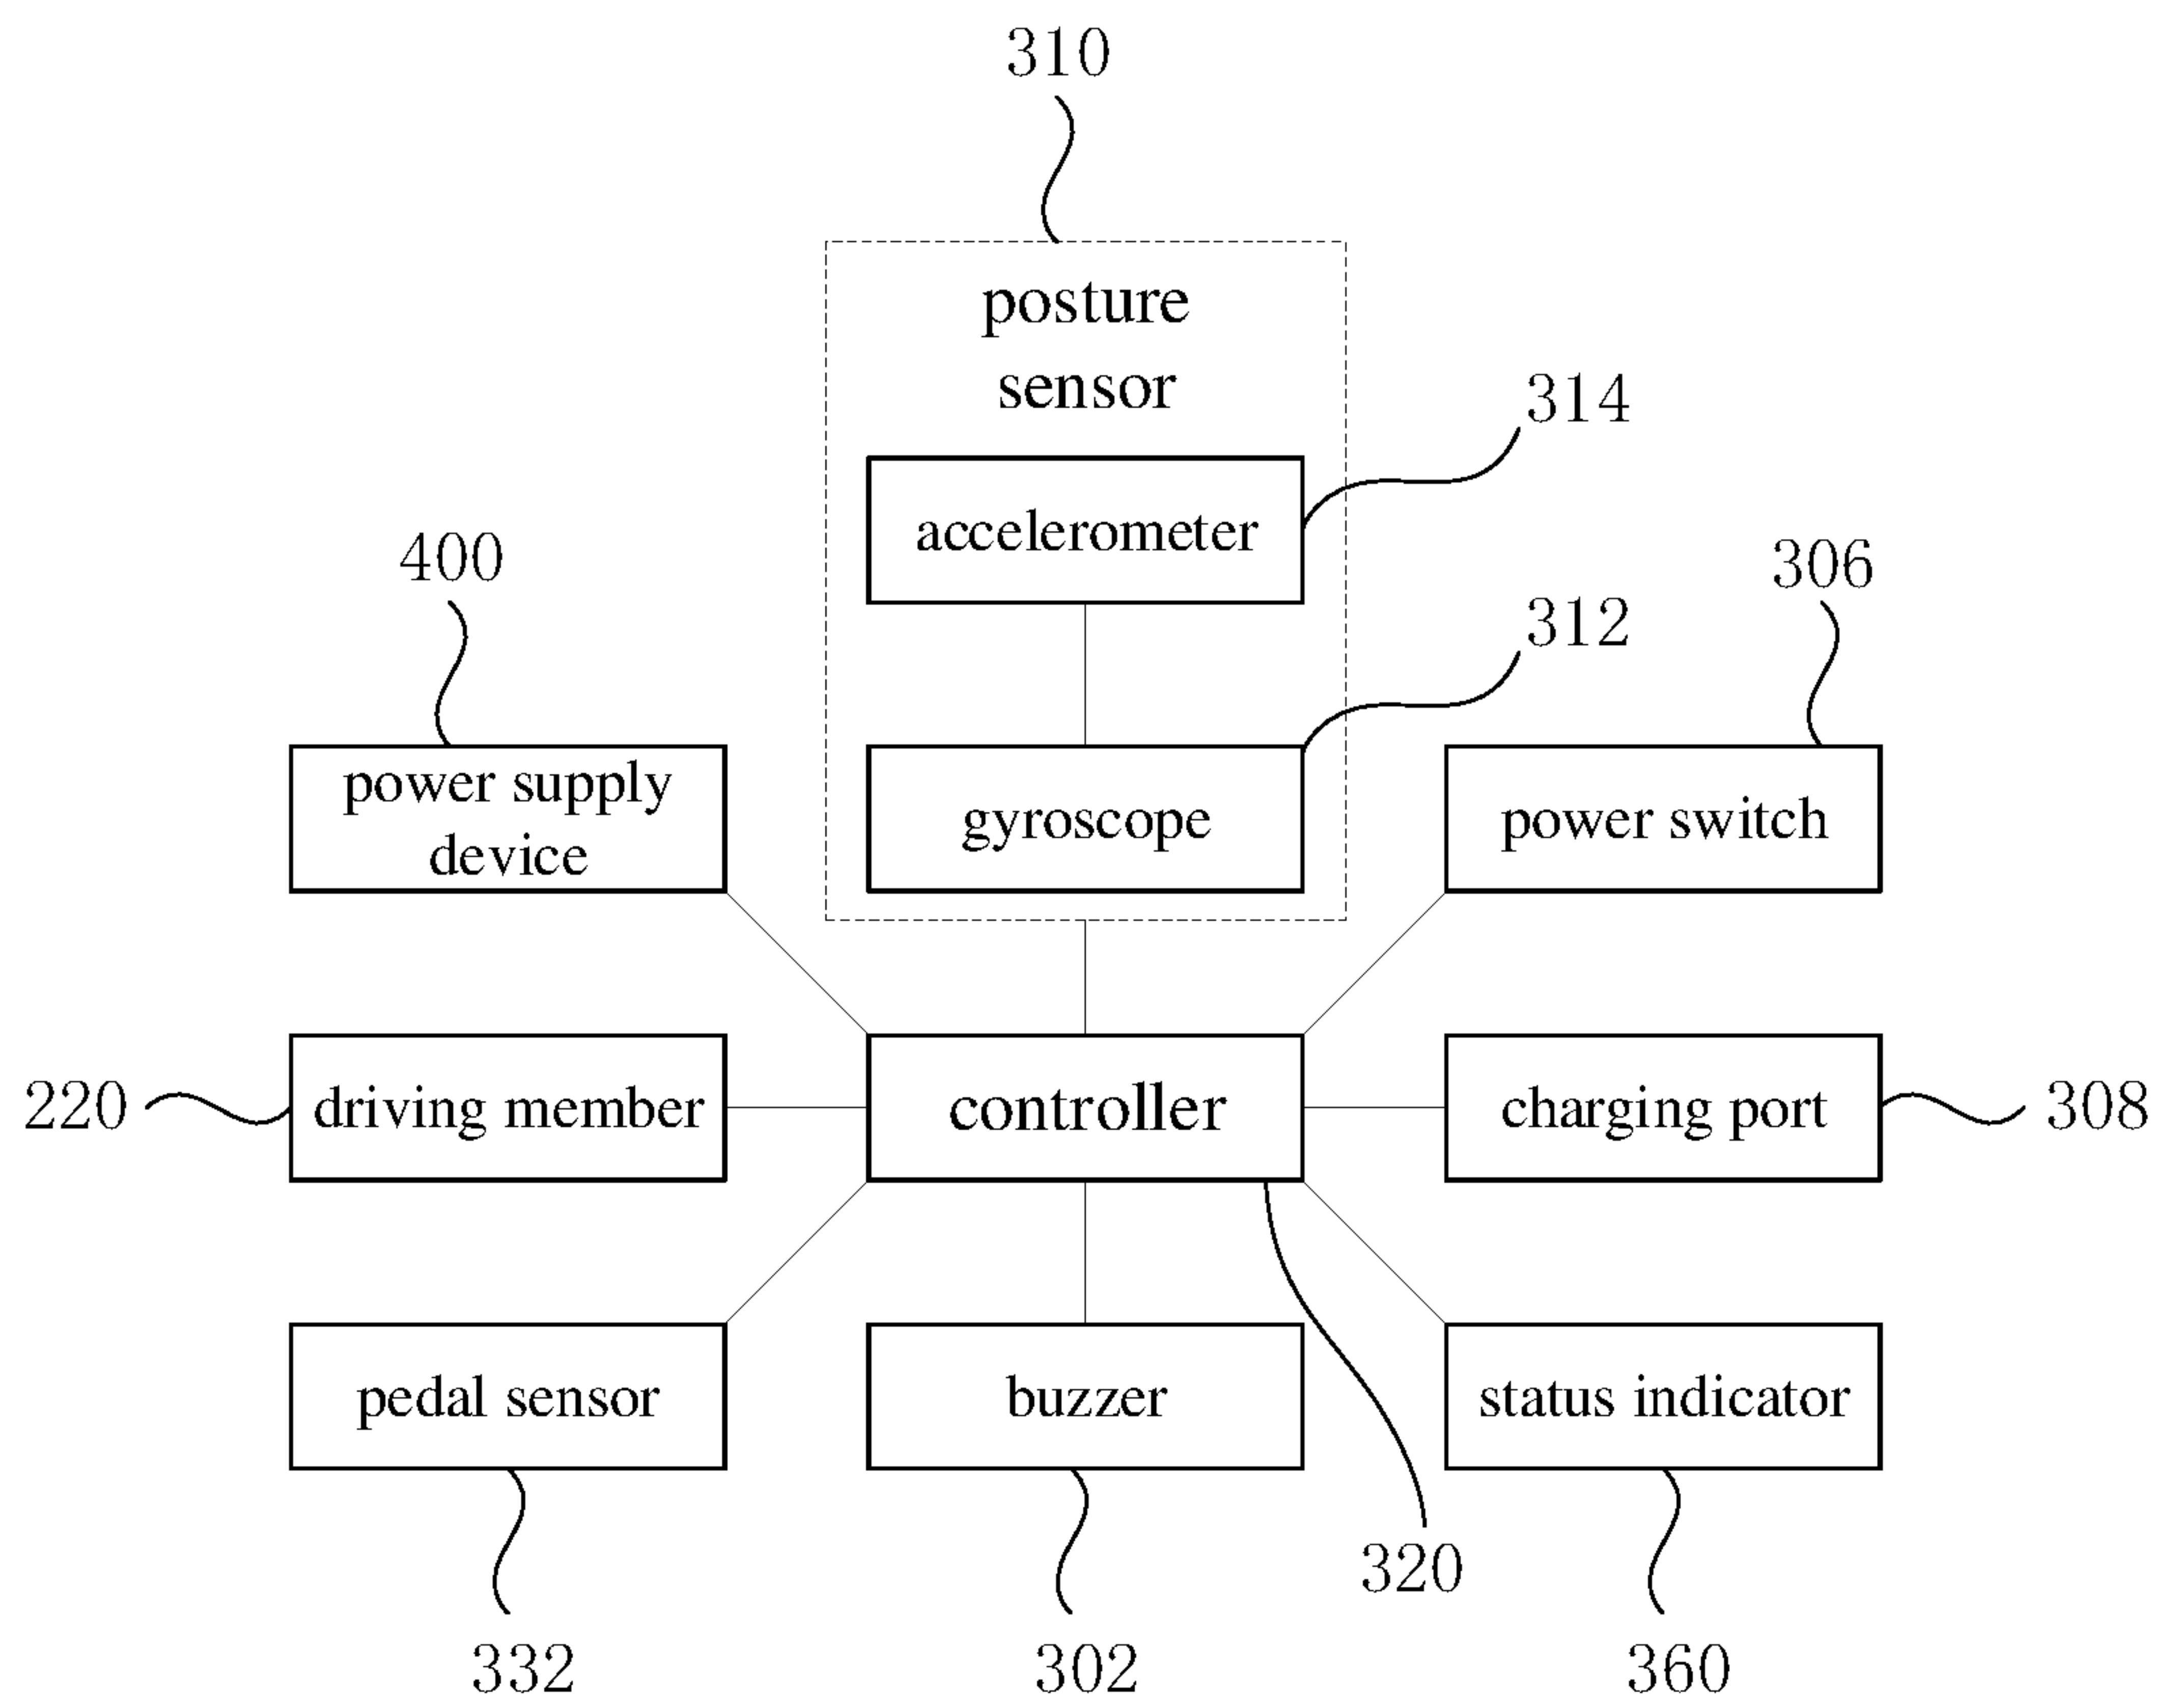 310
posture
sensor
314
accelerometer
400
306
312
power supply
device
gyroscope
power switch
220
driving member
controller
charging port
308
pedal sensor
buzzer
status indicator
320
332
302
360